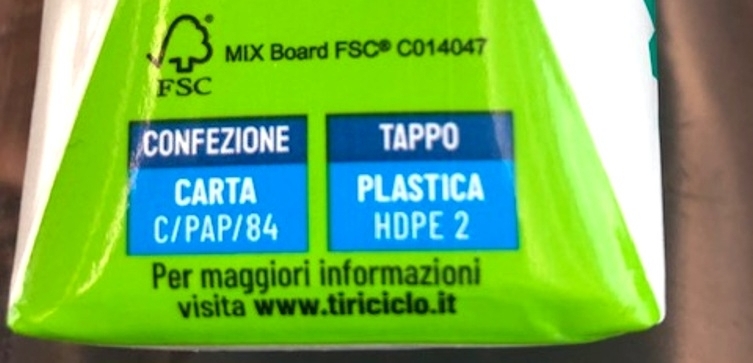 FSC
MIX Board FSC® C014047
CONFEZIONE
CARTA
C/PAP/84
TAPPO
PLASTICA
HDPE 2
Per maggiori informazioni
visita www.tiriciclo.it